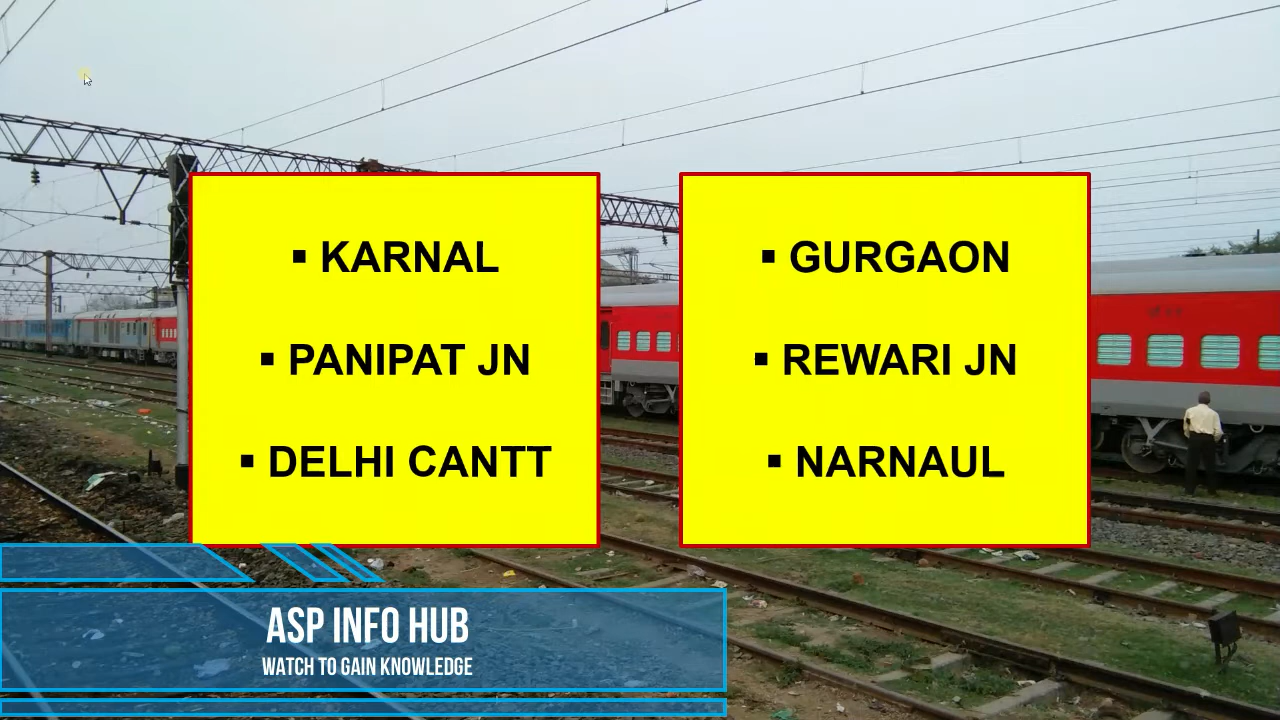 ▪ KARNAL
▪ PANIPAT JN
▪ DELHI CANTT
▪ GURGAON
▪ REWARI JN
▪ NARNAUL
ASP INFO HUB
WATCH TO GAIN KNOWLEDGE